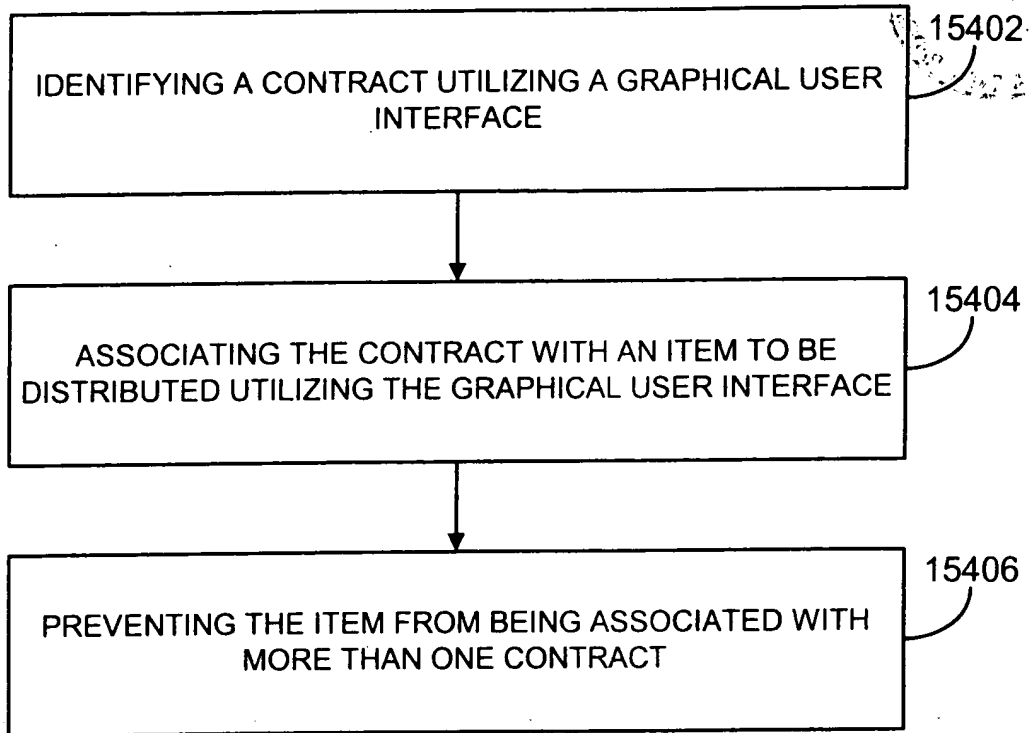 15402
IDENTIFYING A CONTRACT UTILIZING A GRAPHICAL USER
INTERFACE
15404
ASSOCIATING THE CONTRACT WITH AN ITEM TO BE
DISTRIBUTED UTILIZING THE GRAPHICAL USER INTERFACE
15406
PREVENTING THE ITEM FROM BEING ASSOCIATED WITH
MORE THAN ONE CONTRACT